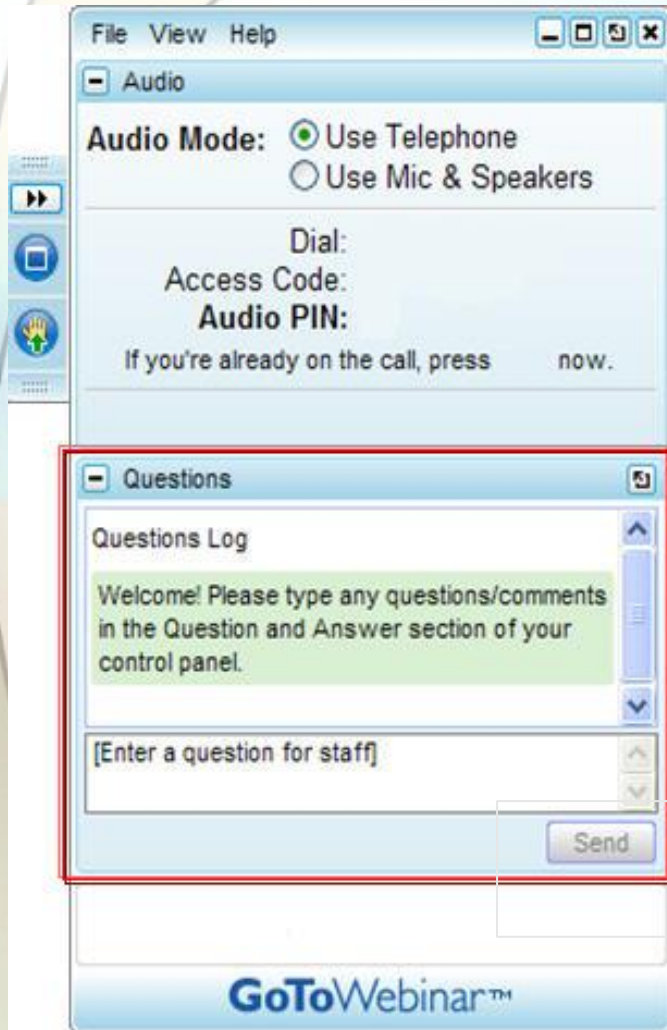 File View Help
Audio
Audio Mode: Use Telephone
Use Mic & Speakers
Dial:
Access Code:
Audio PIN:
If you're already on the call, press now.
Questions
Questions Log
Welcome! Please type any questions/comments
in the Question and Answer section of your
control panel.
[Enter a question for staff]
Send
GoToWebinar™